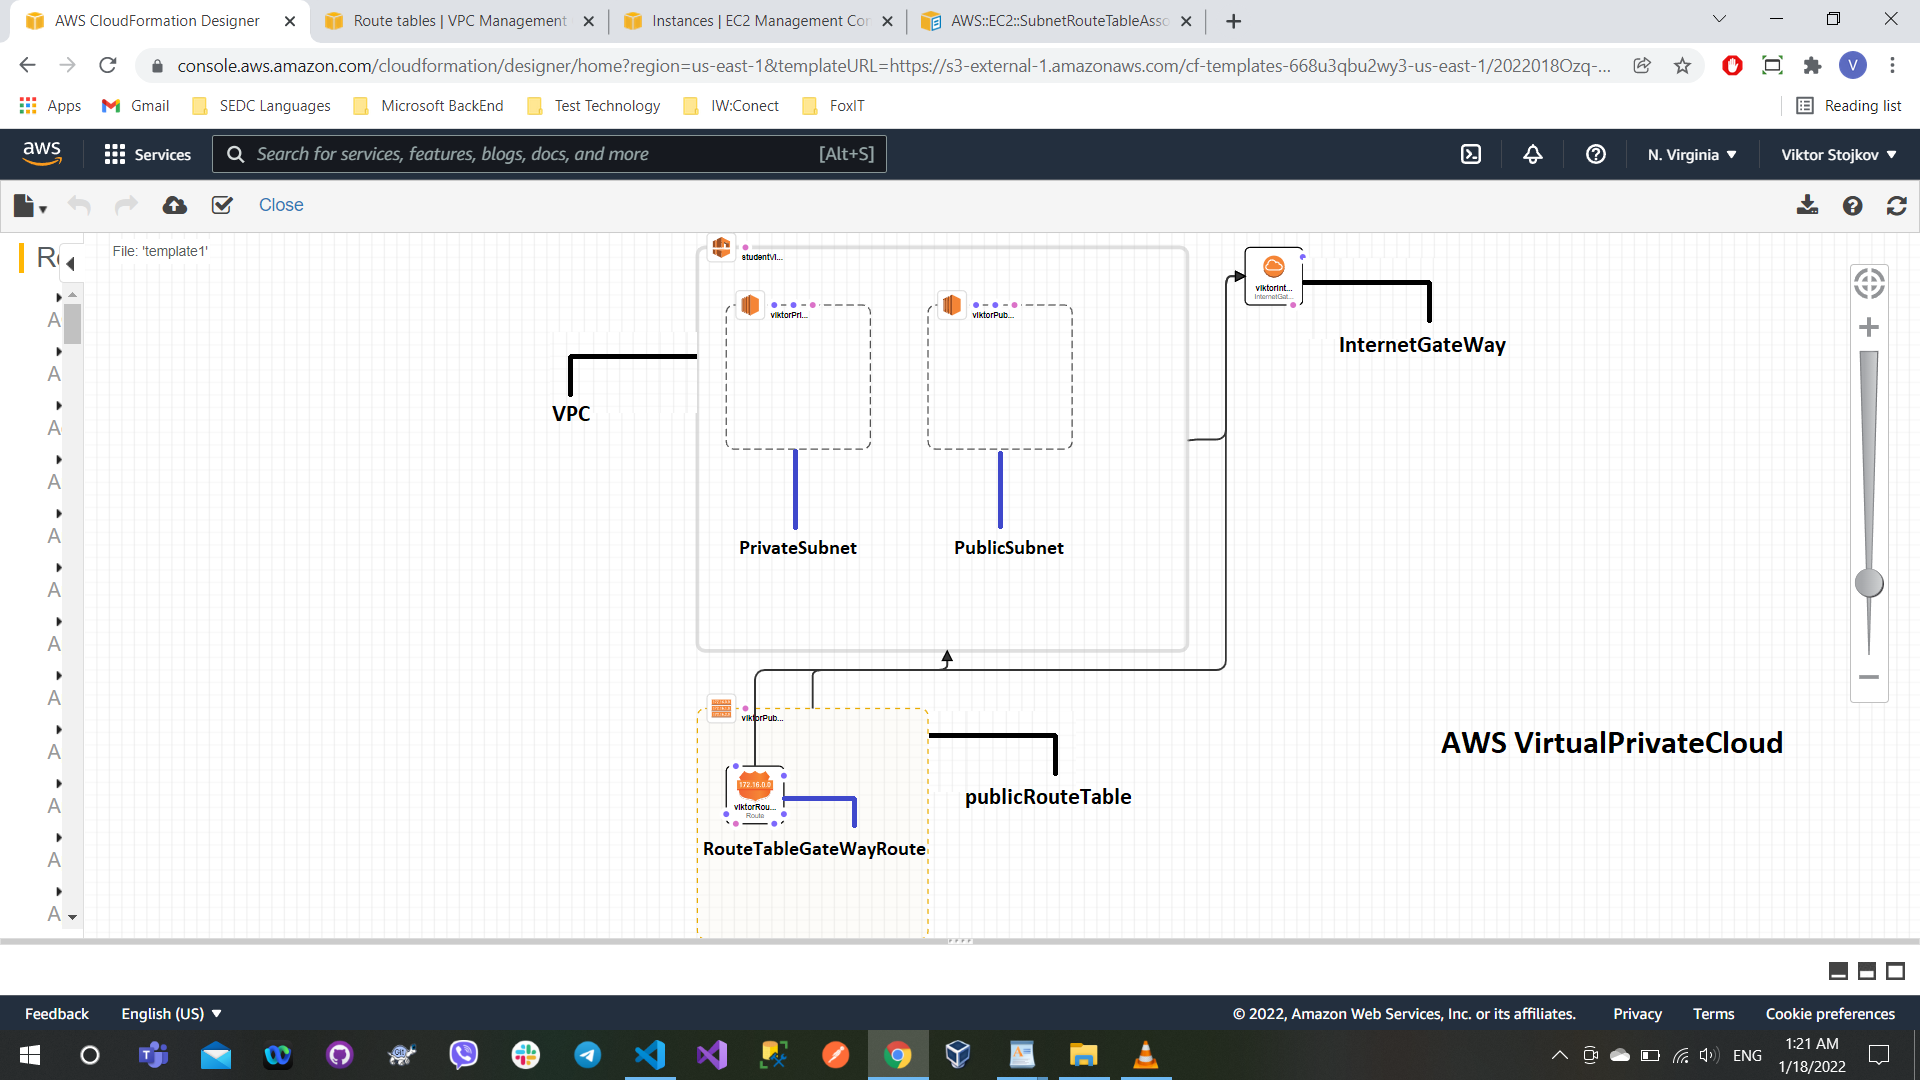 AWS CloudFormation Designer
Route tables | VPC Management
Instances | EC2 Management Con
AWS::EC2::SubnetRouteTableAsso
console.aws.amazon.com/cloudformation/designer/home?region=us-east-1&templateURL=https://s3-external-1.amazonaws.com/cf-templates-668u3qbu2wy3-us-east-1/2022018Ozq-...
V
Apps
Gmail
SEDC Languages
Microsoft BackEnd
Test Technology
IW:Conect
FoxIT
Reading list
aws
Services
Search for services, features, blogs, docs, and more
[Alt+S]
N. Virginia
Viktor Stojkov
Close
File: 'template1'
A
A
A
A
A
A
A
A
A
A
A
A
studentVi...
viktorPri...
viktorPub...
viktorInt...
InternetGat...
InternetGateWay
VPC
PrivateSubnet
PublicSubnet
viktorPub...
172.16.0.0
viktorRou...
Route
RouteTableGateWayRoute
publicRouteTable
AWS VirtualPrivateCloud
Feedback
English (US)
© 2022, Amazon Web Services, Inc. or its affiliates.
Privacy
Terms
Cookie preferences
ENG
1:21 AM
1/18/2022